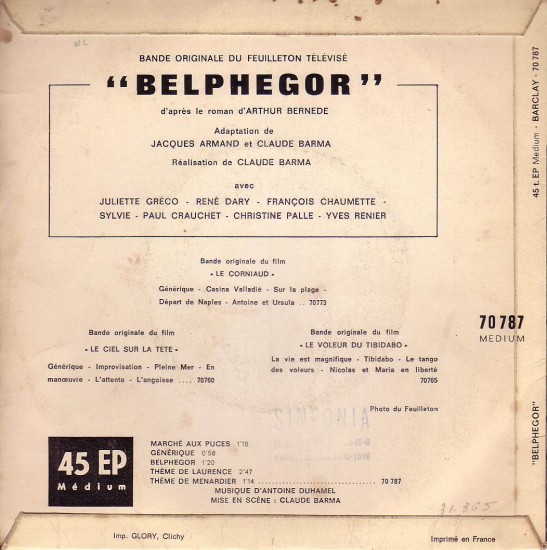 BANDE ORIGINALE DU FEUILLETON TÉLÉVISÉ
"BELPHEGOR"
d'après le roman d'ARTHUR BERNEDE
Adaptation de
JACQUES ARMAND et CLAUDE BARMA
Réalisation de CLAUDE BARMA
avec
JULIETTE GRÉCO - RENÉ DARY - FRANÇOIS CHAUMETTE -
SYLVIE - PAUL CRAUCHET - CHRISTINE PALLE - YVES RENIER
Bande originale du film
« LE CORNIAUD »
Générique - Casina Valladié - Sur la plage -
Départ de Naples - Antoine et Ursula .. 70773
Bande originale du film
« LE CIEL SUR LA TETE »
Générique - Improvisation - Pleine Mer - En
manœuvre - L'attente - L'angoisse .... 70760
Bande originale du film
« LE VOLEUR DU TIBIDABO »
La vie est magnifique - Tibidabo - Le tango
des voleurs - Nicolas et Maria en liberté
70765
70 787
MEDIUM
Photo du Feuilleton
45 EP
Médium
MARCHÉ AUX PUCES 1'18
GÉNÉRIQUE 0'58
BELPHEGOR 1'20
THÈME DE LAURENCE 2'47
THÈME DE MENARDIER 1'14 .................... 70 787
MUSIQUE D'ANTOINE DUHAMEL
MISE EN SCÈNE : CLAUDE BARMA
Imp. GLORY, Clichy
Imprimé en France
45 t. EP Medium - BARCLAY - 70 787
"BELPHEGOR"